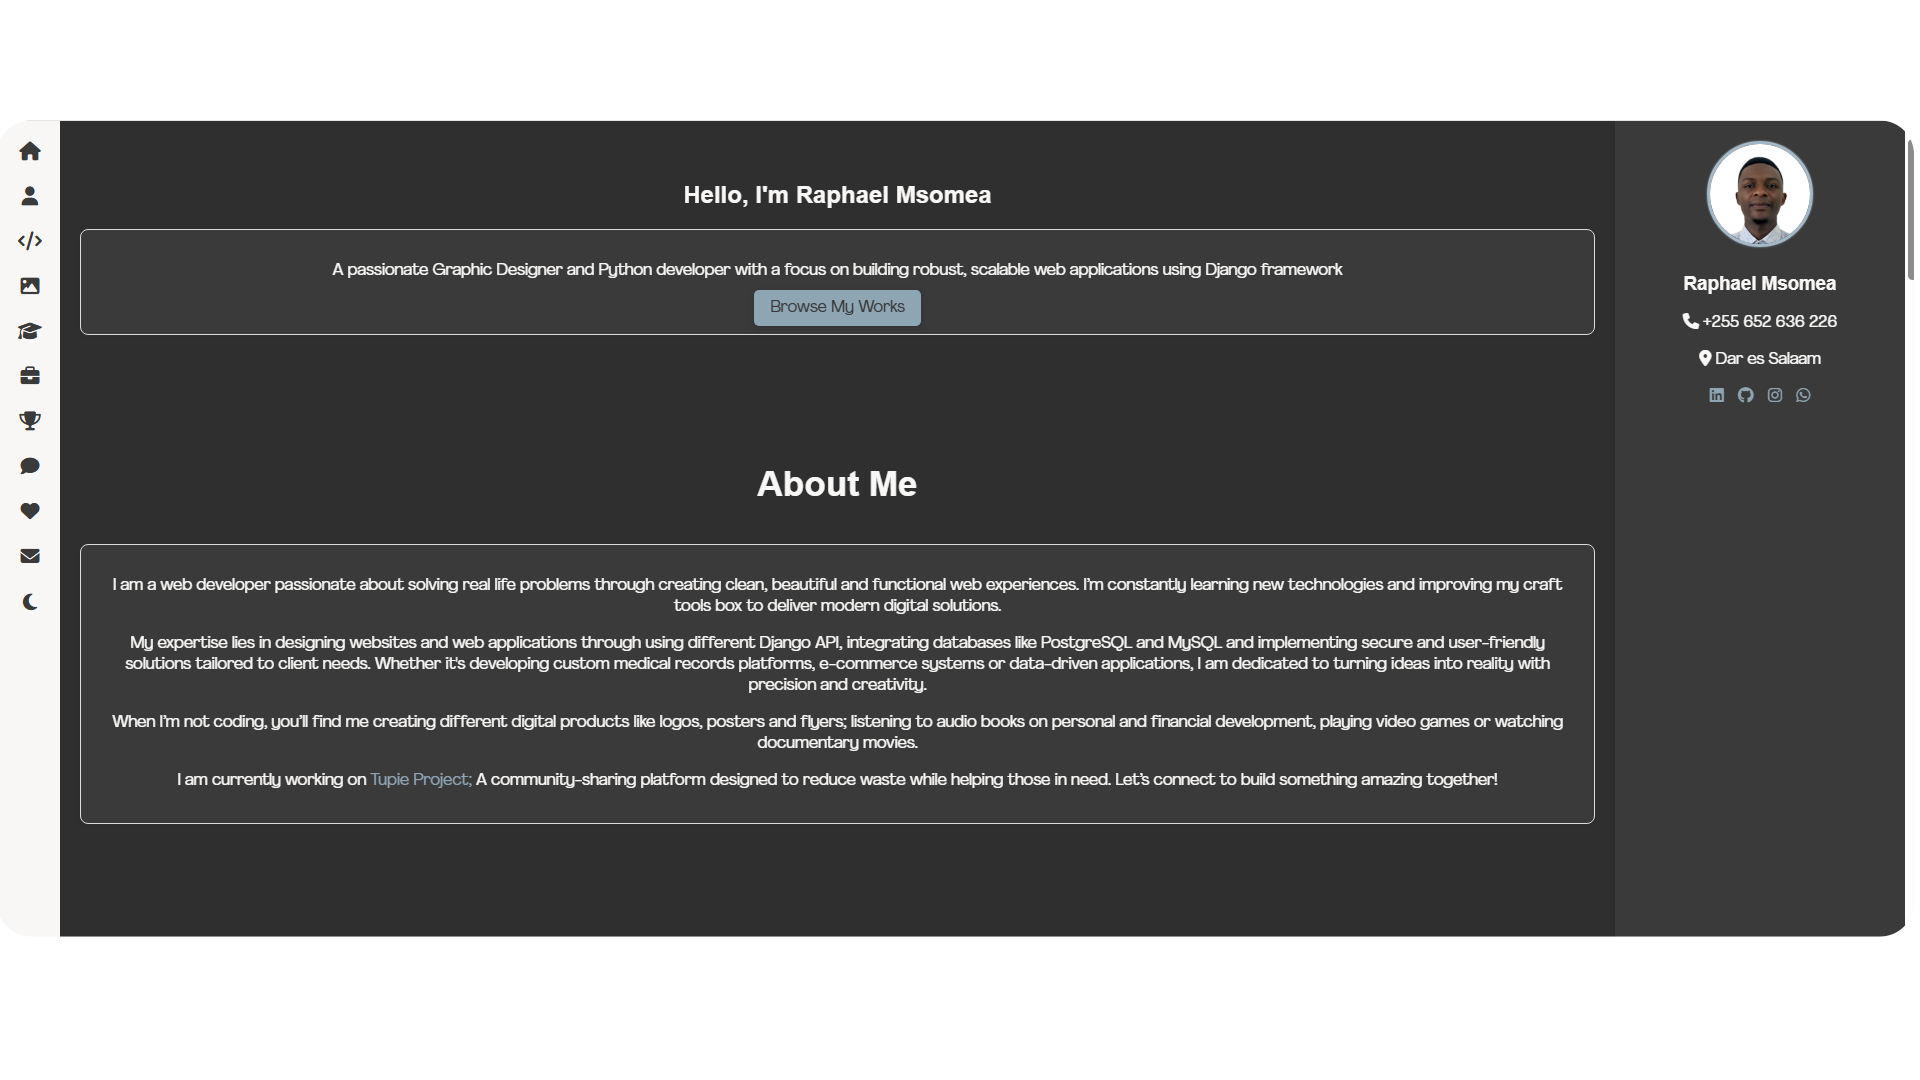 Hello, I'm Raphael Msomea
A passionate Graphic Designer and Python developer with a focus on building robust, scalable web applications using Django framework
Browse My Works
About Me
I am a web developer passionate about solving real life problems through creating clean, beautiful and functional web experiences. I'm constantly learning new technologies and improving my craft
tools box to deliver modern digital solutions.
My expertise lies in designing websites and web applications through using different Django API, integrating databases like PostgreSQL and MySQL and implementing secure and user-friendly
solutions tailored to client needs. Whether it's developing custom medical records platforms, e-commerce systems or data-driven applications, I am dedicated to turning ideas into reality with
precision and creativity.
When I'm not coding, you'll find me creating different digital products like logos, posters and flyers; listening to audio books on personal and financial development, playing video games or watching
documentary movies.
I am currently working on Tupie Project; A community-sharing platform designed to reduce waste while helping those in need. Let's connect to build something amazing together!
Raphael Msomea
+255 652 636 226
Dar es Salaam